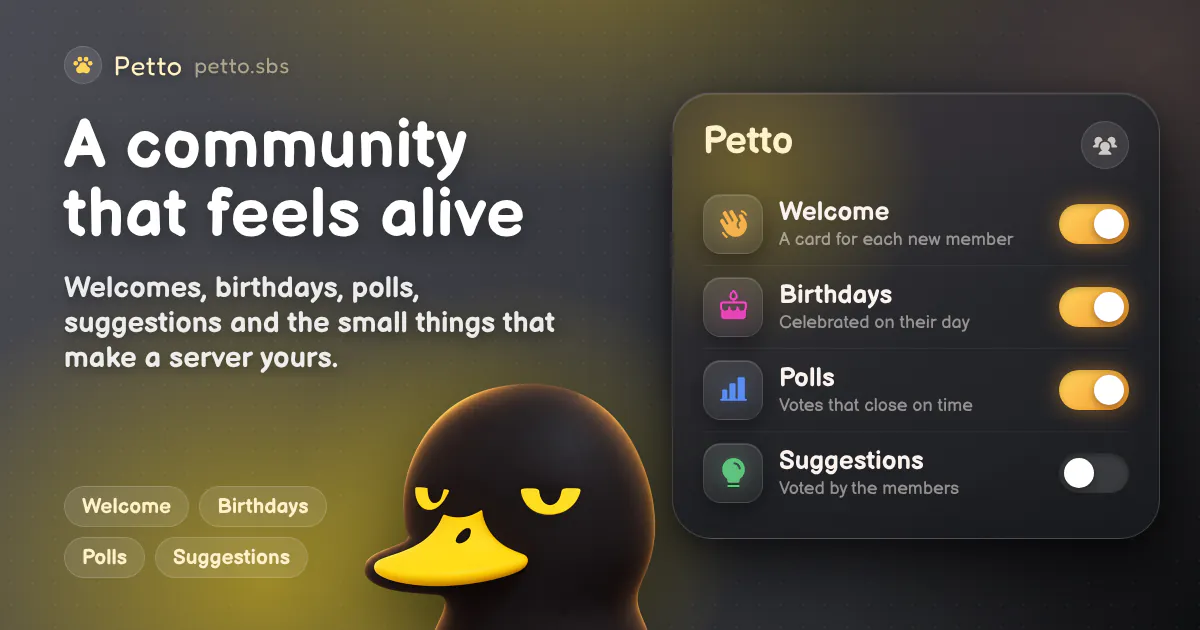 Petto petto.sbs
A community
that feels alive
Welcomes, birthdays, polls,
suggestions and the small things that
make a server yours.
Welcome Birthdays
Polls Suggestions
Petto
Welcome
A card for each new member
Birthdays
Celebrated on their day
Polls
Votes that close on time
Suggestions
Voted by the members